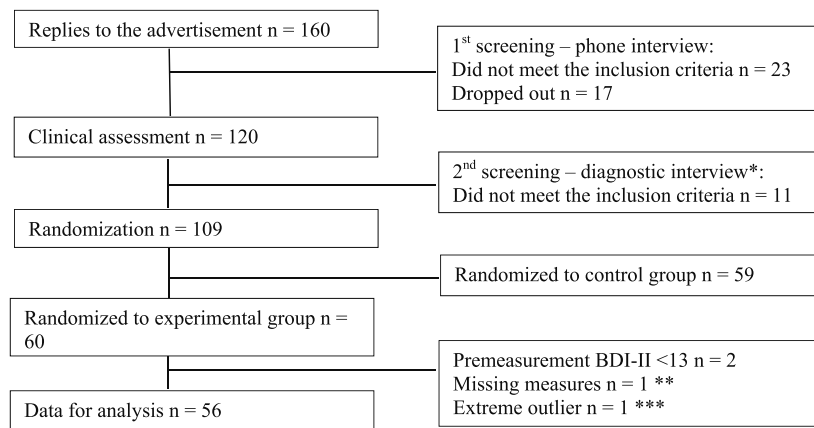 Replies to the advertisement n = 160
1st screening – phone interview:
Did not meet the inclusion criteria n = 23
Dropped out n = 17
Clinical assessment n = 120
2nd screening – diagnostic interview*:
Did not meet the inclusion criteria n = 11
Randomization n = 109
Randomized to control group n = 59
Randomized to experimental group n =
60
Premeasurement BDI-II <13 n = 2
Missing measures n = 1 **
Extreme outlier n = 1 ***
Data for analysis n = 56